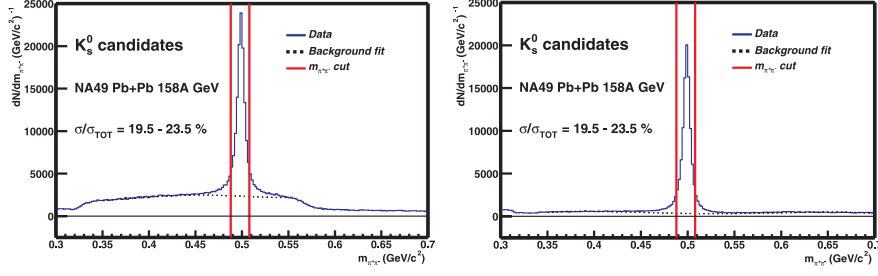 dN/dm π⁺π⁻ (GeV/c²)⁻¹
25000
20000
15000
10000
5000
0
K⁰s candidates
NA49 Pb+Pb 158A GeV
σ/σTOT = 19.5 - 23.5 %
Data
Background fit
mπ⁺π⁻ cut
0.3 0.35 0.4 0.45 0.5 0.55 0.6 0.65 0.7
mπ⁺π⁻ (GeV/c²)
dN/dm π⁺π⁻ (GeV/c²)⁻¹
25000
20000
15000
10000
5000
0
K⁰s candidates
NA49 Pb+Pb 158A GeV
σ/σTOT = 19.5 - 23.5 %
Data
Background fit
mπ⁺π⁻ cut
0.3 0.35 0.4 0.45 0.5 0.55 0.6 0.65 0.7
mπ⁺π⁻ (GeV/c²)